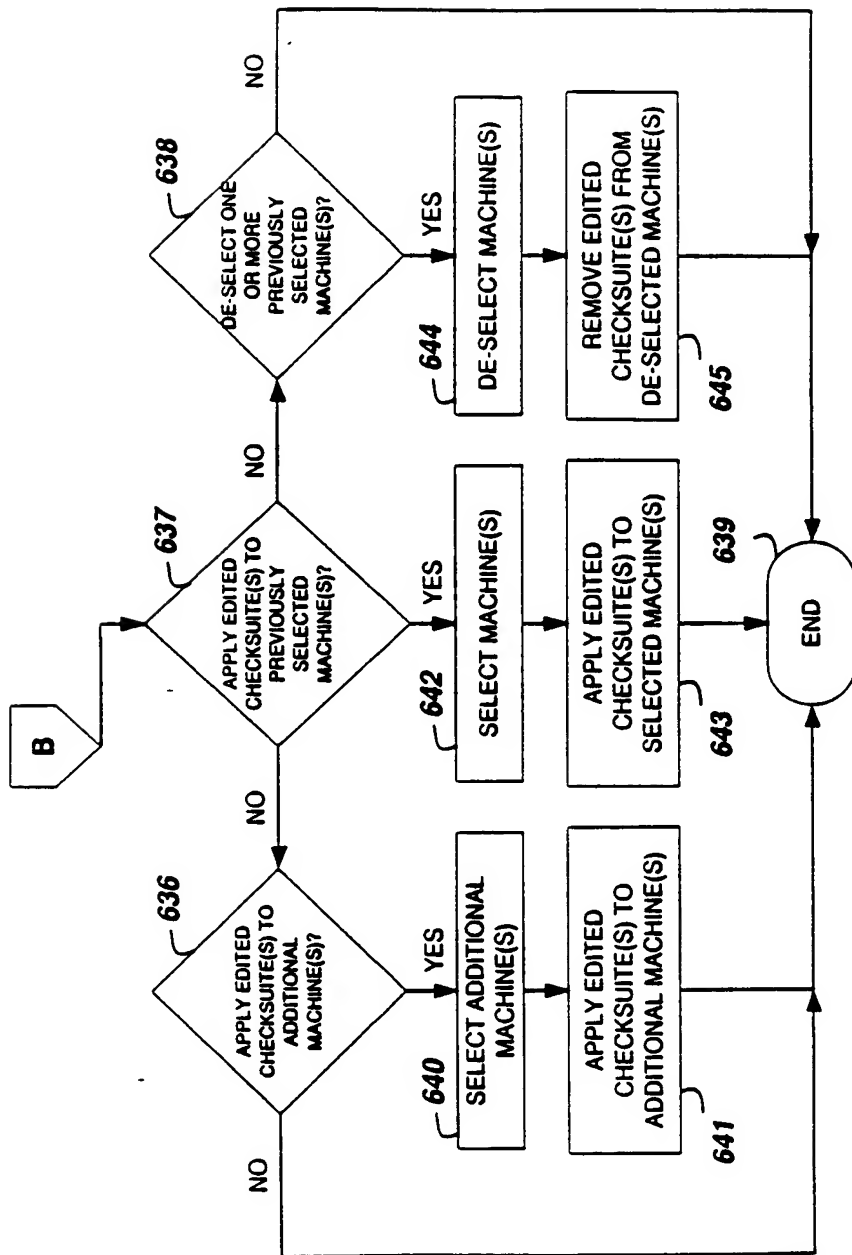 B
637
APPLY EDITED
CHECKSUITE(S) TO
PREVIOUSLY
SELECTED
MACHINE(S)?
NO
NO
YES
636
APPLY EDITED
CHECKSUITE(S) TO
ADDITIONAL
MACHINE(S)?
NO
YES
638
DE-SELECT ONE
OR MORE
PREVIOUSLY
SELECTED
MACHINE(S)?
NO
YES
640
SELECT ADDITIONAL
MACHINE(S)
642
SELECT MACHINE(S)
644
DE-SELECT MACHINE(S)
APPLY EDITED
CHECKSUITE(S) TO
ADDITIONAL MACHINE(S)
641
APPLY EDITED
CHECKSUITE(S) TO
SELECTED MACHINE(S)
643
REMOVE EDITED
CHECKSUITE(S) FROM
DE-SELECTED MACHINE(S)
645
639
END